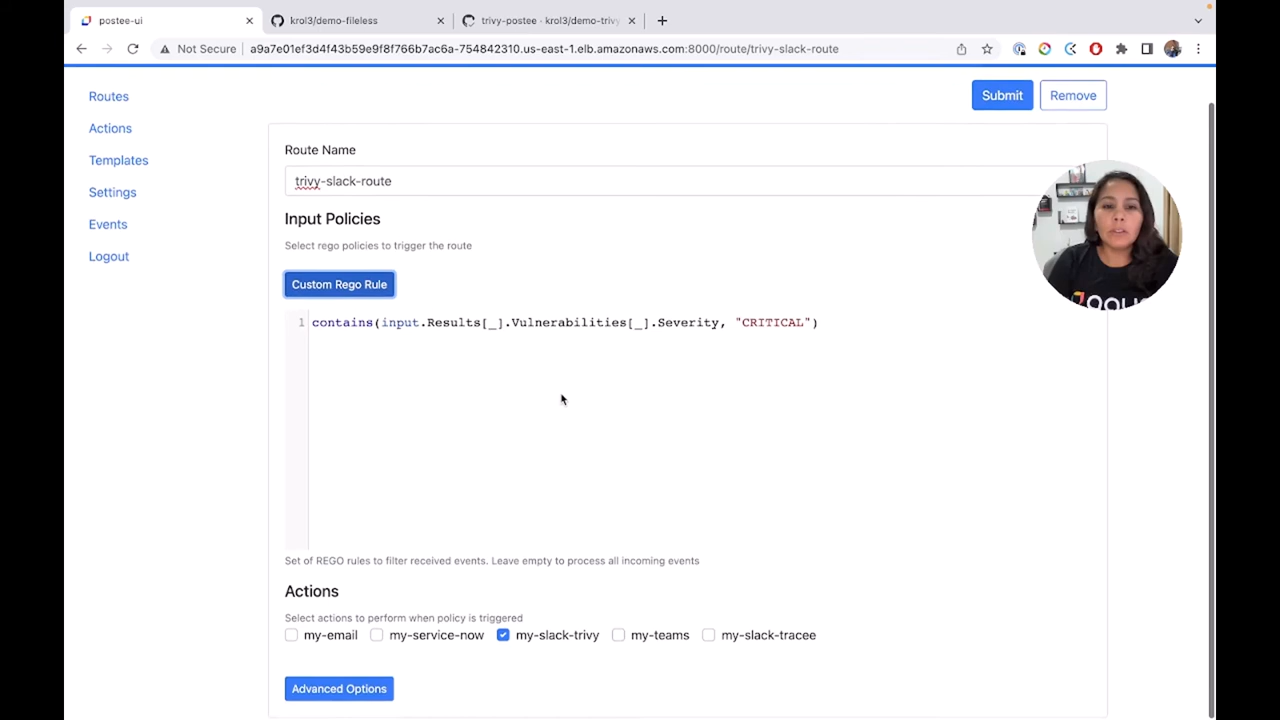 postee-ui
krol3/demo-fileless
trivy-postee · krol3/demo-triv
Not Secure
a9a7e01ef3d4f43b59e9f8f766b7ac6a-754842310.us-east-1.elb.amazonaws.com:8000/route/trivy-slack-route
Routes
Actions
Templates
Settings
Events
Logout
Submit
Remove
Route Name
trivy-slack-route
Input Policies
Select rego policies to trigger the route
Custom Rego Rule
1 contains(input.Results[_].Vulnerabilities[_].Severity, "CRITICAL")
Set of REGO rules to filter received events. Leave empty to process all incoming events
Actions
Select actions to perform when policy is triggered
my-email my-service-now my-slack-trivy my-teams my-slack-tracee
Advanced Options